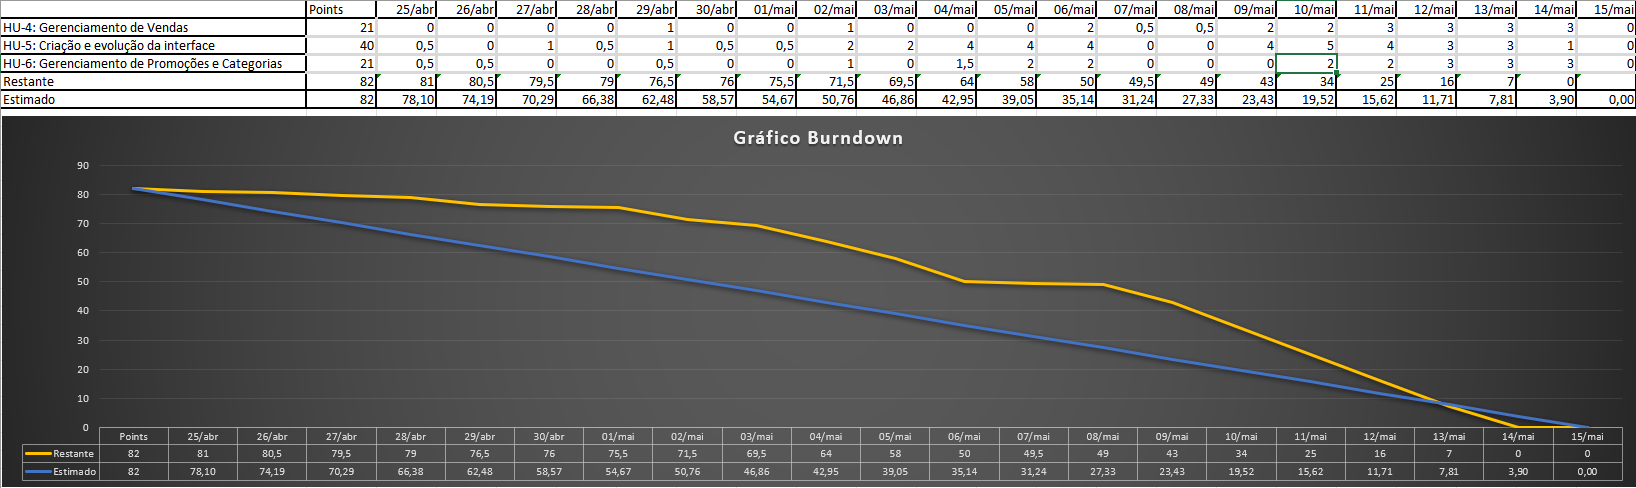 Points 25/abr 26/abr 27/abr 28/abr 29/abr 30/abr 01/mai 02/mai 03/mai 04/mai 05/mai 06/mai 07/mai 08/mai 09/mai 10/mai 11/mai 12/mai 13/mai 14/mai 15/mai
HU-4: Gerenciamento de Vendas 21 0 0 0 0 1 0 0 1 0 0 0 2 0,5 0,5 2 2 3 3 3 3 0
HU-5: Criação e evolução da interface 40 0,5 0 1 0,5 1 0,5 0,5 2 2 4 4 4 0 0 4 5 4 3 3 1 0
HU-6: Gerenciamento de Promoções e Categorias 21 0,5 0,5 0 0 0,5 0 0 1 0 1,5 2 2 0 0 0 2 2 3 3 3 0
Restante 82 81 80,5 79,5 79 76,5 76 75,5 71,5 69,5 64 58 50 49,5 49 43 34 25 16 7 0
Estimado 82 78,10 74,19 70,29 66,38 62,48 58,57 54,67 50,76 46,86 42,95 39,05 35,14 31,24 27,33 23,43 19,52 15,62 11,71 7,81 3,90 0,00
Gráfico Burndown
90
80
70
60
50
40
30
20
10
0
Points 25/abr 26/abr 27/abr 28/abr 29/abr 30/abr 01/mai 02/mai 03/mai 04/mai 05/mai 06/mai 07/mai 08/mai 09/mai 10/mai 11/mai 12/mai 13/mai 14/mai 15/mai
Restante 82 81 80,5 79,5 79 76,5 76 75,5 71,5 69,5 64 58 50 49,5 49 43 34 25 16 7 0 0
Estimado 82 78,10 74,19 70,29 66,38 62,48 58,57 54,67 50,76 46,86 42,95 39,05 35,14 31,24 27,33 23,43 19,52 15,62 11,71 7,81 3,90 0,00